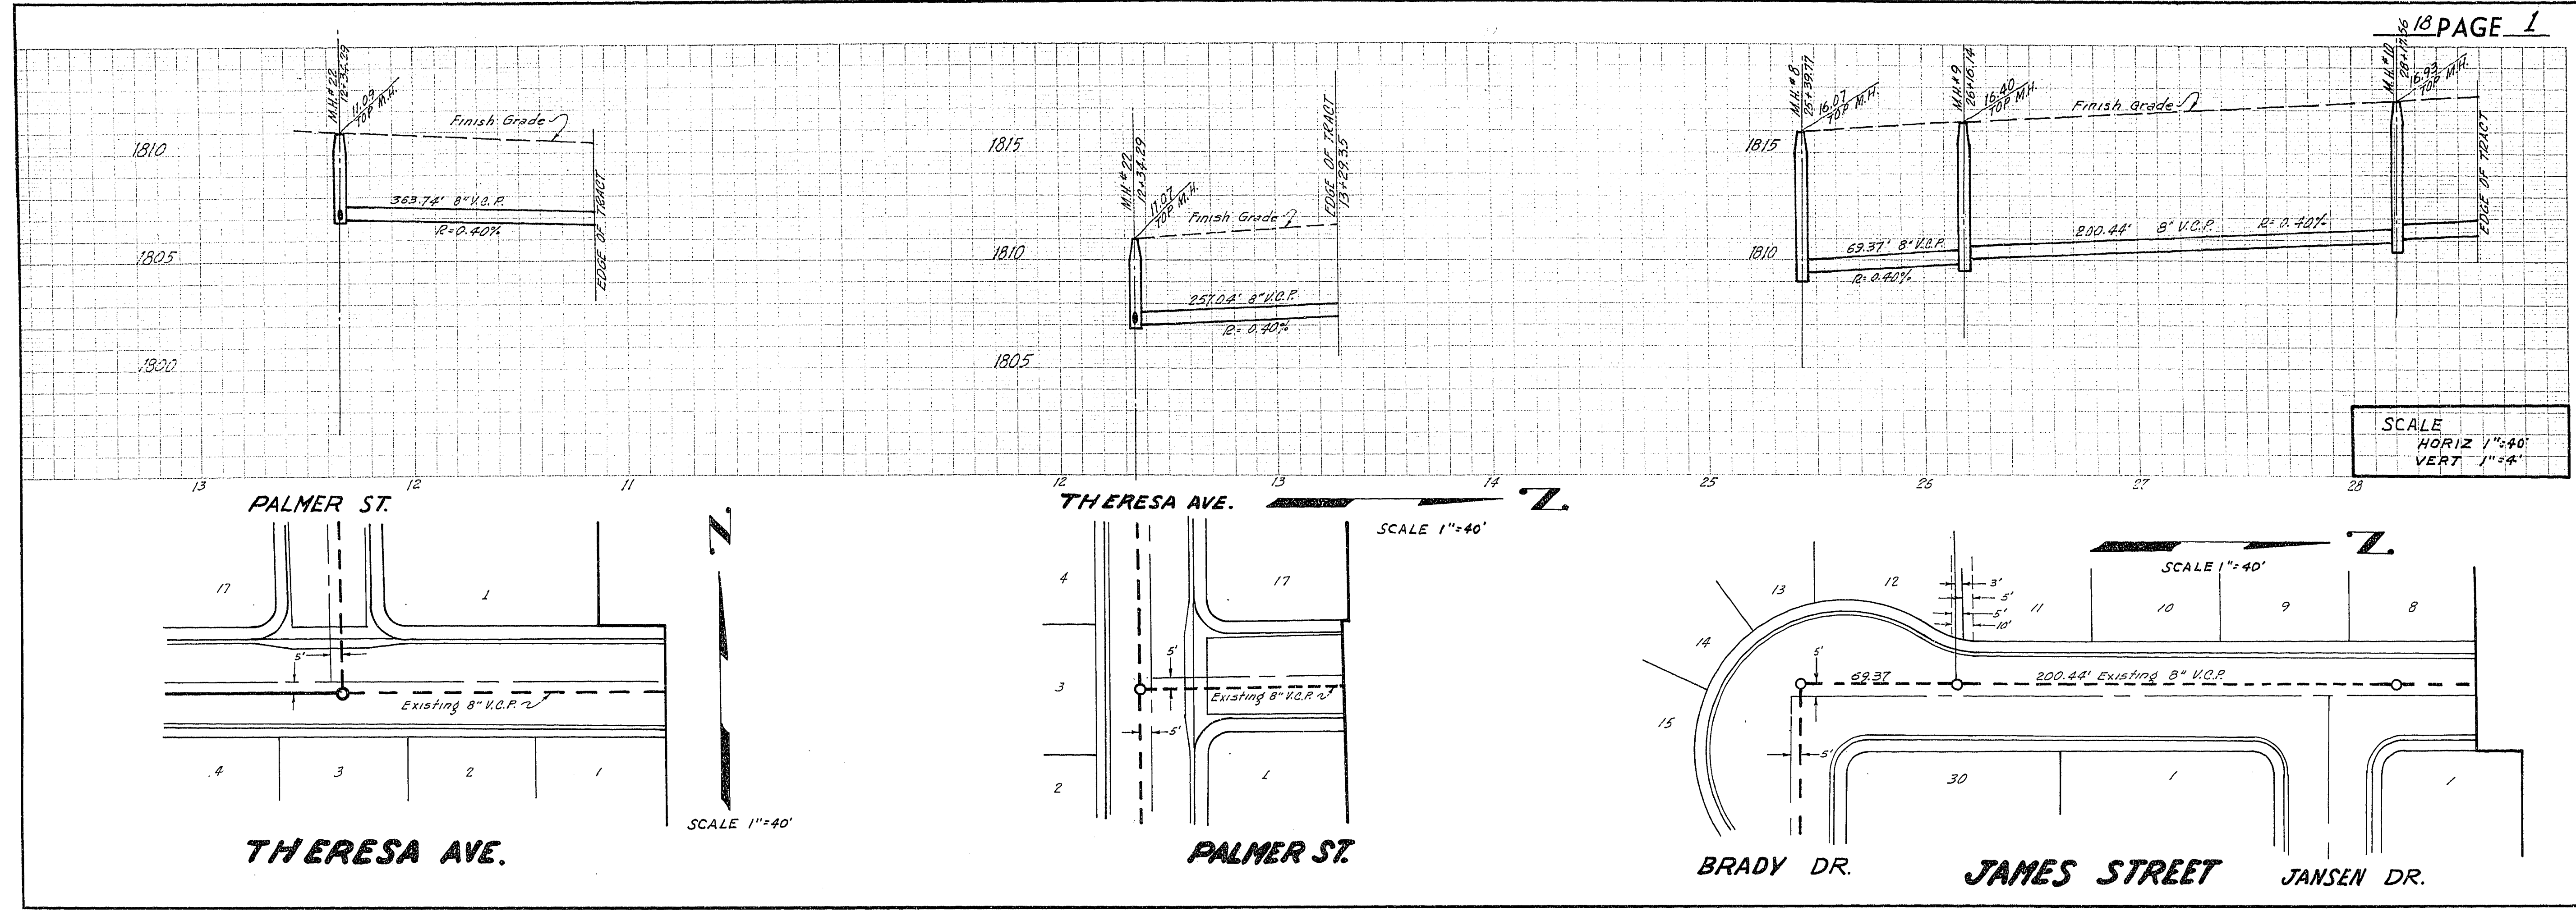 18 PAGE 1
M.H.#22
12+34.29
11.09
TOP M.H.
Finish Grade
1810
363.74' 8" V.C.P.
R=0.40%
EDGE OF TRACT
1805
1800
13
12
11
1815
M.H.#22
12+34.29
11.07
TOP M.H.
Finish Grade
EDGE OF TRACT
13+29.35
1810
257.04' 8" V.C.P.
R=0.40%
1805
12
13
14
M.H.#8
25+39.77
16.07
TOP M.H.
M.H.#9
26+16.14
16.40
TOP M.H.
Finish Grade
M.H.#10
28+17.56
16.93
TOP M.H.
1815
1810
69.37' 8" V.C.P.
R=0.40%
200.44' 8" V.C.P. R=0.40%
EDGE OF TRACT
25
26
27
28
SCALE
HORIZ 1"=40'
VERT 1"=4'
PALMER ST.
17
1
5'
Existing 8" V.C.P.
4
3
2
1
N.
SCALE 1"=40'
THERESA AVE.
THERESA AVE.
N.
SCALE 1"=40'
4
17
3
5'
Existing 8" V.C.P.
5'
2
1
PALMER ST.
N.
SCALE 1"=40'
13
12
3'
5'
5'
10'
11
10
9
8
14
5'
69.37
200.44' Existing 8" V.C.P.
15
5'
30
1
1
BRADY DR.
JAMES STREET
JANSEN DR.